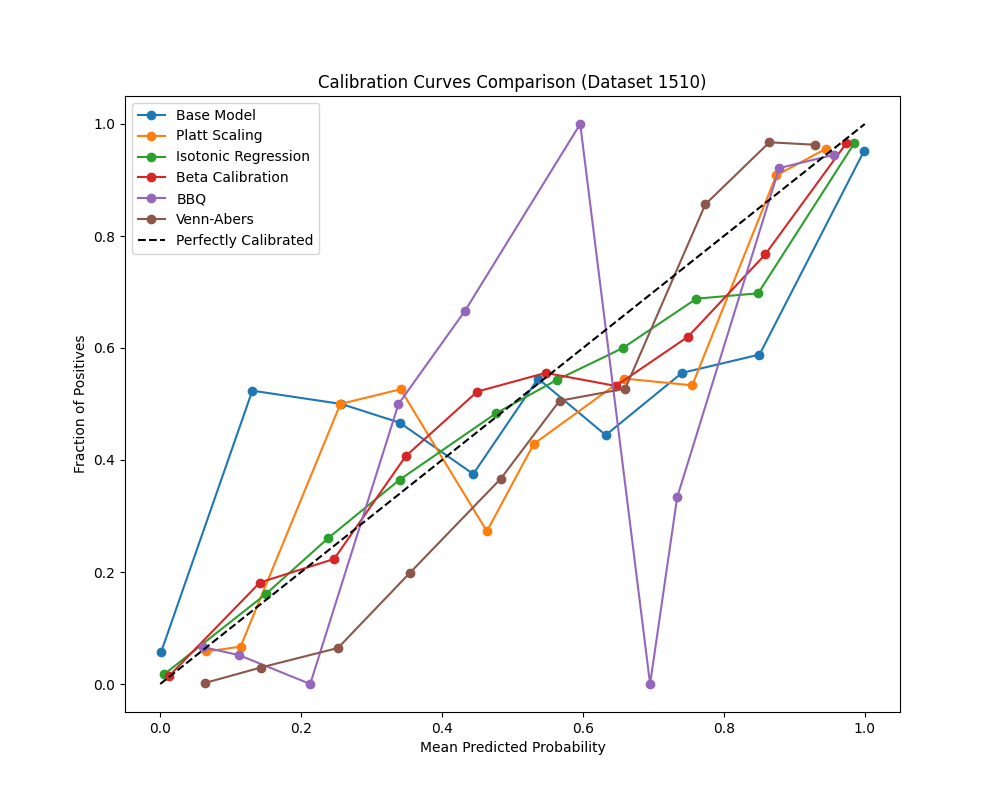 Calibration Curves Comparison (Dataset 1510)
Base Model
Platt Scaling
Isotonic Regression
Beta Calibration
BBQ
Venn-Abers
Perfectly Calibrated
Fraction of Positives
1.0
0.8
0.6
0.4
0.2
0.0
0.0 0.2 0.4 0.6 0.8 1.0
Mean Predicted Probability